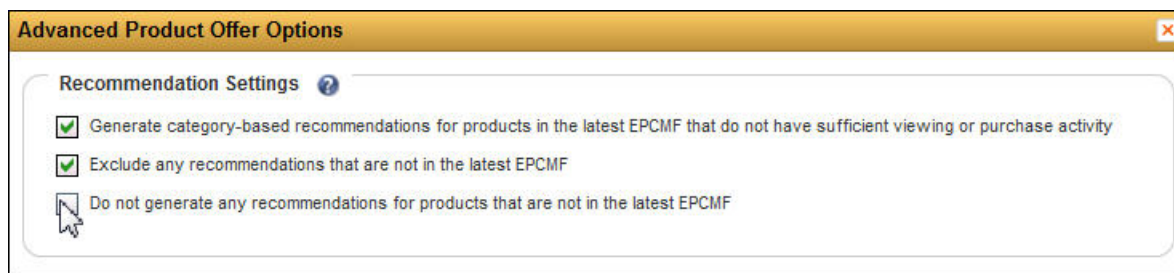 Advanced Product Offer Options
Recommendation Settings
Generate category-based recommendations for products in the latest EPCMF that do not have sufficient viewing or purchase activity
Exclude any recommendations that are not in the latest EPCMF
Do not generate any recommendations for products that are not in the latest EPCMF